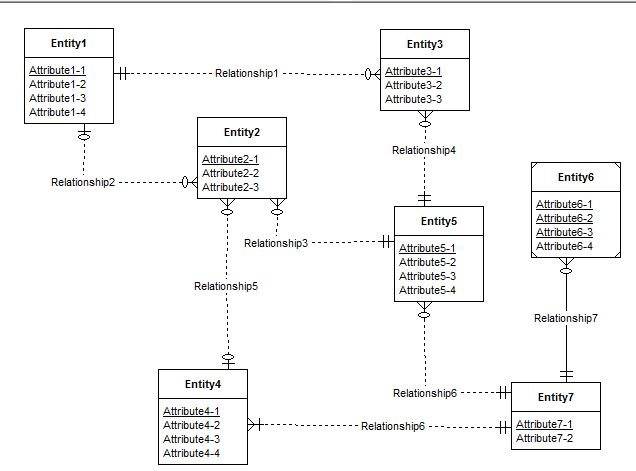 Entity1
Attribute1-1
Attribute1-2
Attribute1-3
Attribute1-4
Relationship1
Entity3
Attribute3-1
Attribute3-2
Attribute3-3
Relationship2
Entity2
Attribute2-1
Attribute2-2
Attribute2-3
Relationship4
Entity6
Attribute6-1
Attribute6-2
Attribute6-3
Attribute6-4
Relationship3
Entity5
Attribute5-1
Attribute5-2
Attribute5-3
Attribute5-4
Relationship5
Relationship7
Entity4
Attribute4-1
Attribute4-2
Attribute4-3
Attribute4-4
Relationship6
Relationship6
Entity7
Attribute7-1
Attribute7-2